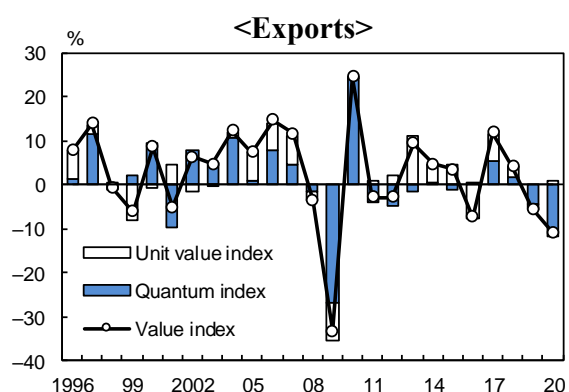 <Exports>
%
30
20
10
0
–10
–20
–30
–40
Unit value index
Quantum index
Value index
1996 99 2002 05 08 11 14 17 20